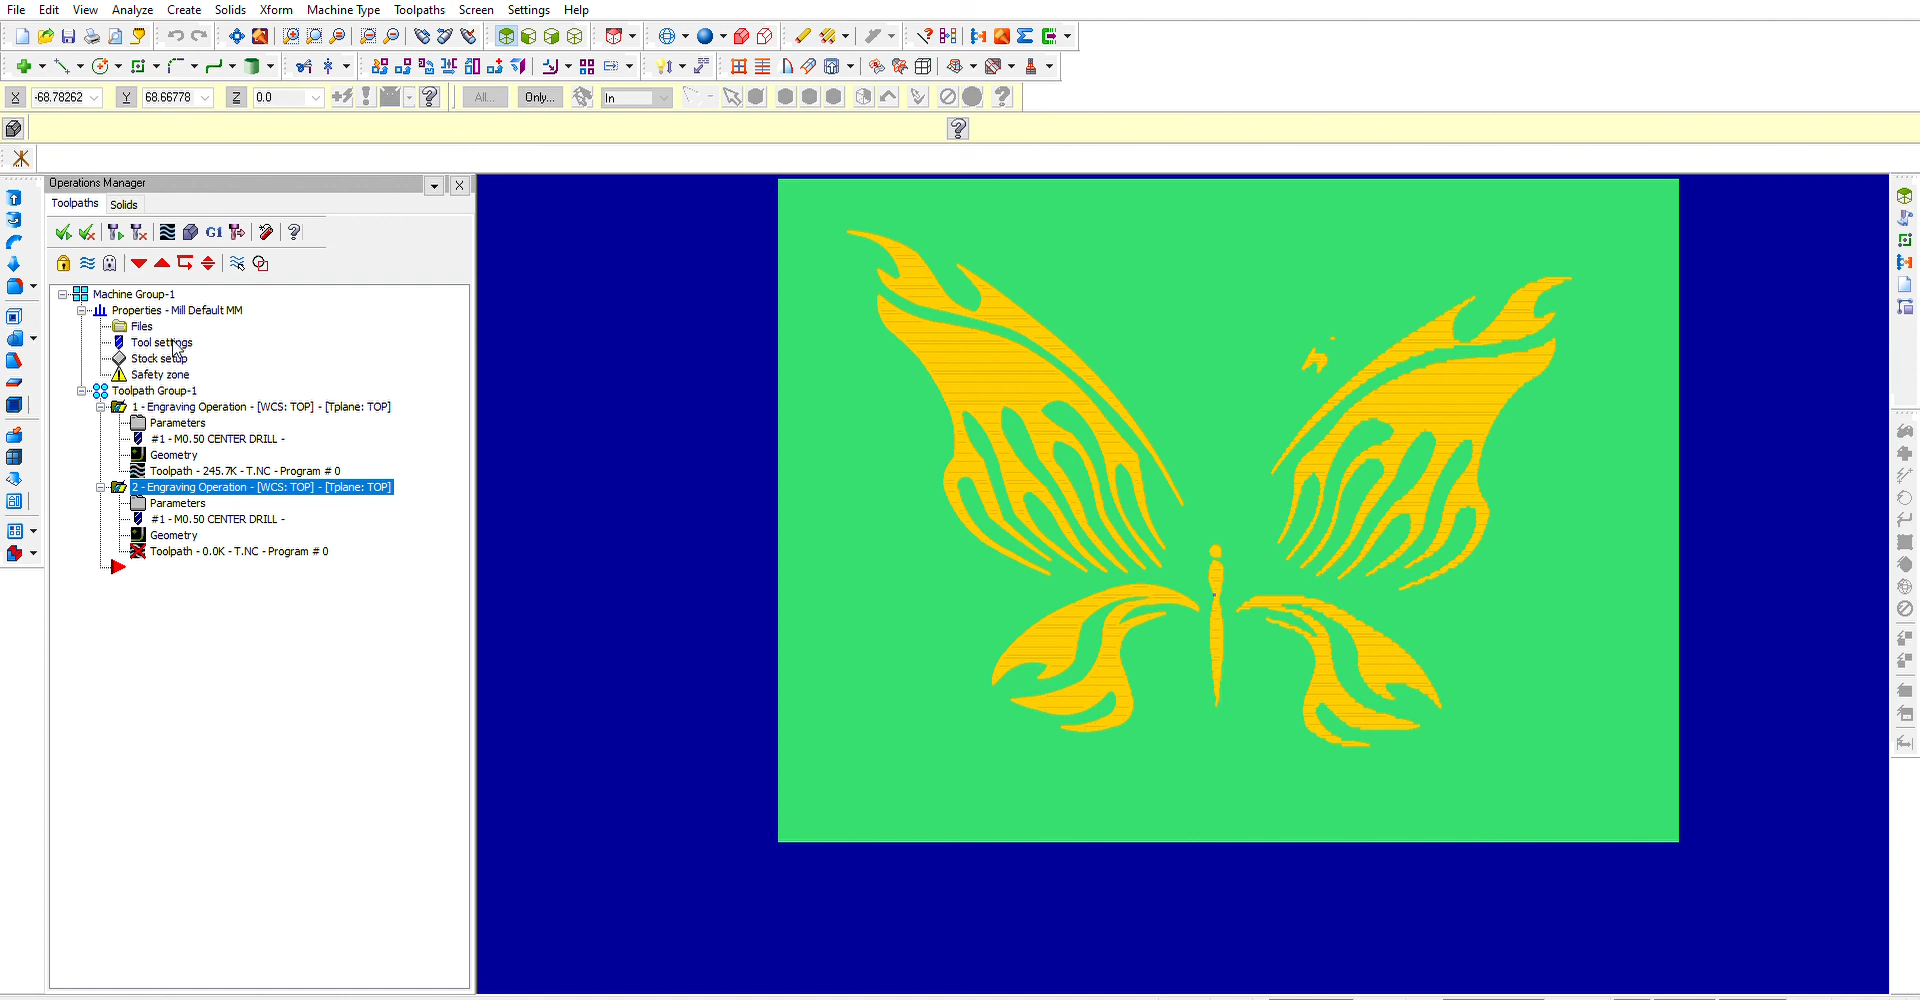 File Edit View Analyze Create Solids Xform Machine Type Toolpaths Screen Settings Help
X -68.78262 Y 68.66778 Z 0.0 All... Only... In
Operations Manager
Toolpaths Solids
G1
Machine Group-1
Properties - Mill Default MM
Files
Tool settings
Stock setup
Safety zone
Toolpath Group-1
1 - Engraving Operation - [WCS: TOP] - [Tplane: TOP]
Parameters
#1 - M0.50 CENTER DRILL -
Geometry
Toolpath - 245.7K - T.NC - Program # 0
2 - Engraving Operation - [WCS: TOP] - [Tplane: TOP]
Parameters
#1 - M0.50 CENTER DRILL -
Geometry
Toolpath - 0.0K - T.NC - Program # 0